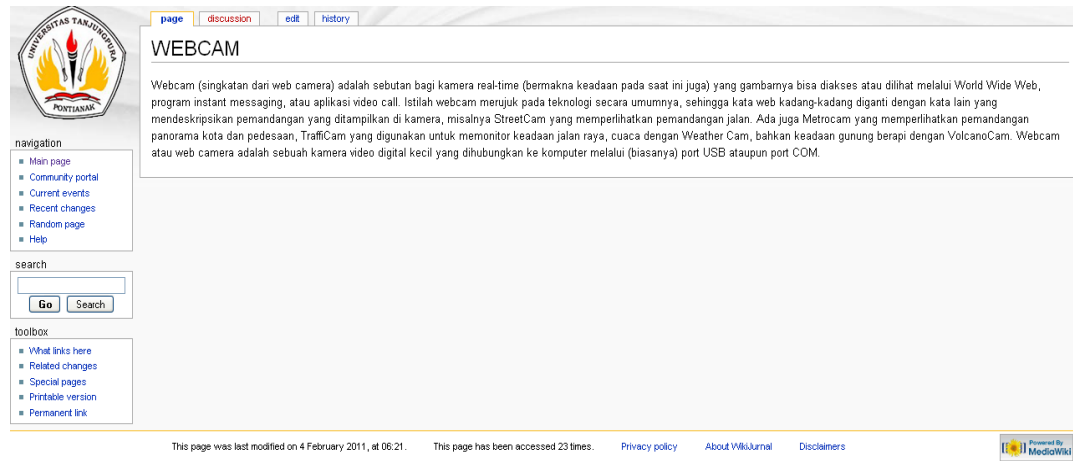 UNIVERSITAS TANJUNGPURA
PONTIANAK
page discussion edit history
WEBCAM
Webcam (singkatan dari web camera) adalah sebutan bagi kamera real-time (bermakna keadaan pada saat ini juga) yang gambarnya bisa diakses atau dilihat melalui World Wide Web,
program instant messaging, atau aplikasi video call. Istilah webcam merujuk pada teknologi secara umumnya, sehingga kata web kadang-kadang diganti dengan kata lain yang
mendeskripsikan pemandangan yang ditampilkan di kamera, misalnya StreetCam yang memperlihatkan pemandangan jalan. Ada juga Metrocam yang memperlihatkan pemandangan
panorama kota dan pedesaan, TraffiCam yang digunakan untuk memonitor keadaan jalan raya, cuaca dengan Weather Cam, bahkan keadaan gunung berapi dengan VolcanoCam. Webcam
atau web camera adalah sebuah kamera video digital kecil yang dihubungkan ke komputer melalui (biasanya) port USB ataupun port COM.
navigation
Main page
Community portal
Current events
Recent changes
Random page
Help
search
Go Search
toolbox
What links here
Related changes
Special pages
Printable version
Permanent link
This page was last modified on 4 February 2011, at 06:21. This page has been accessed 23 times. Privacy policy About WikiJurnal Disclaimers
Powered By
MediaWiki